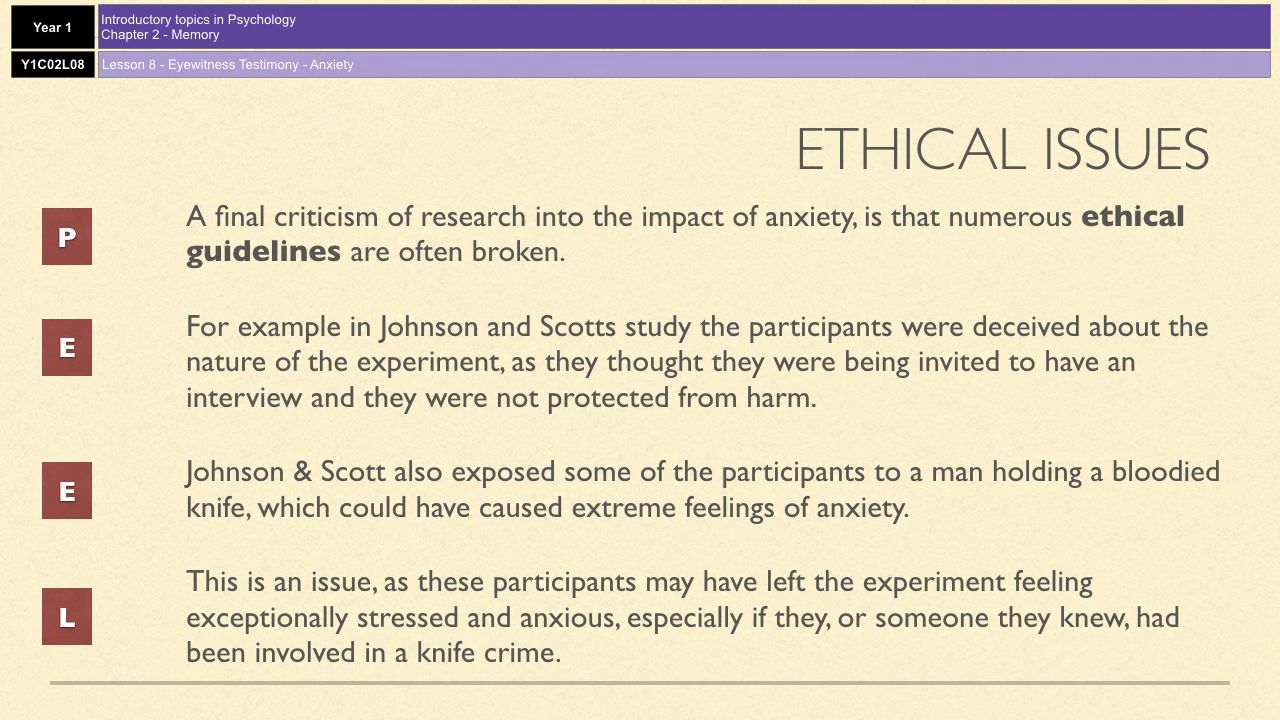 Year 1
Introductory topics in Psychology
Chapter 2 - Memory
Y1C02L08
Lesson 8 - Eyewitness Testimony - Anxiety
ETHICAL ISSUES
P
A final criticism of research into the impact of anxiety, is that numerous ethical
guidelines are often broken.
E
For example in Johnson and Scotts study the participants were deceived about the
nature of the experiment, as they thought they were being invited to have an
interview and they were not protected from harm.
E
Johnson & Scott also exposed some of the participants to a man holding a bloodied
knife, which could have caused extreme feelings of anxiety.
L
This is an issue, as these participants may have left the experiment feeling
exceptionally stressed and anxious, especially if they, or someone they knew, had
been involved in a knife crime.